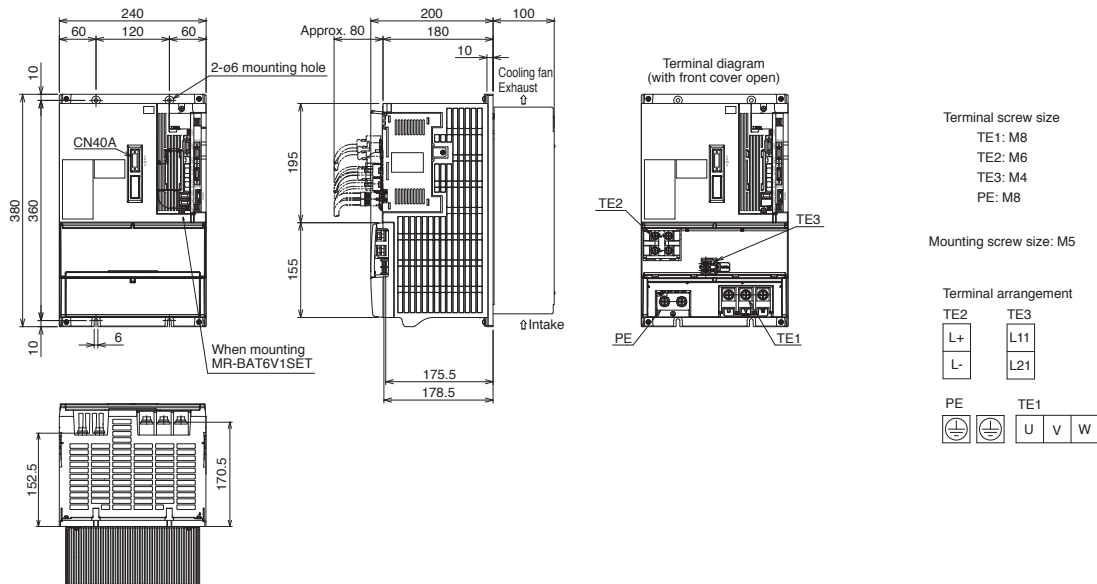 240
60 120 60
10
2-ø6 mounting hole
CN40A
380
360
10
6
When mounting
MR-BAT6V1SET
200 100
Approx. 80 180
10
Cooling fan
Exhaust
195
155
Intake
175.5
178.5
Terminal diagram
(with front cover open)
TE2
TE3
PE
TE1
Terminal screw size
TE1: M8
TE2: M6
TE3: M4
PE: M8
Mounting screw size: M5
Terminal arrangement
TE2 TE3
L+ L11
L- L21
PE TE1
U V W
152.5
170.5